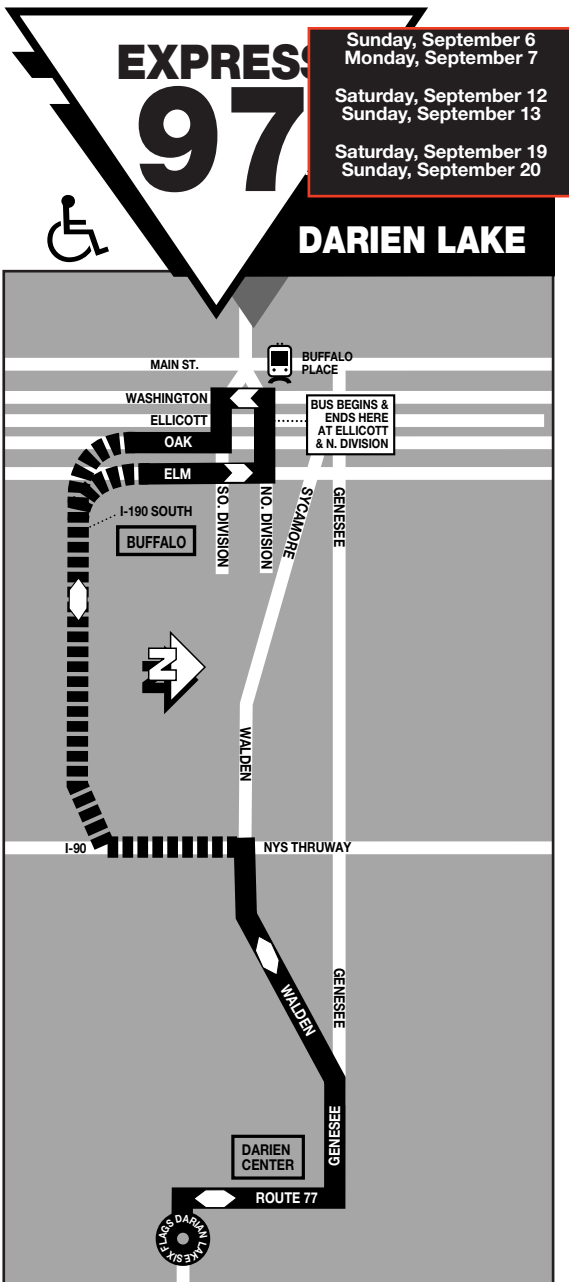 EXPRESS
97
Sunday, September 6
Monday, September 7
Saturday, September 12
Sunday, September 13
Saturday, September 19
Sunday, September 20
DARIEN LAKE
MAIN ST.
BUFFALO
PLACE
WASHINGTON
ELLICOTT
OAK
ELM
BUS BEGINS &
ENDS HERE
AT ELLICOTT
& N. DIVISION
I-190 SOUTH
BUFFALO
SO. DIVISION
NO. DIVISION
SYCAMORE
GENESEE
N
WALDEN
I-90
NYS THRUWAY
WALDEN
GENESEE
GENESEE
DARIEN
CENTER
ROUTE 77
SIX FLAGS DARIAN LAKE